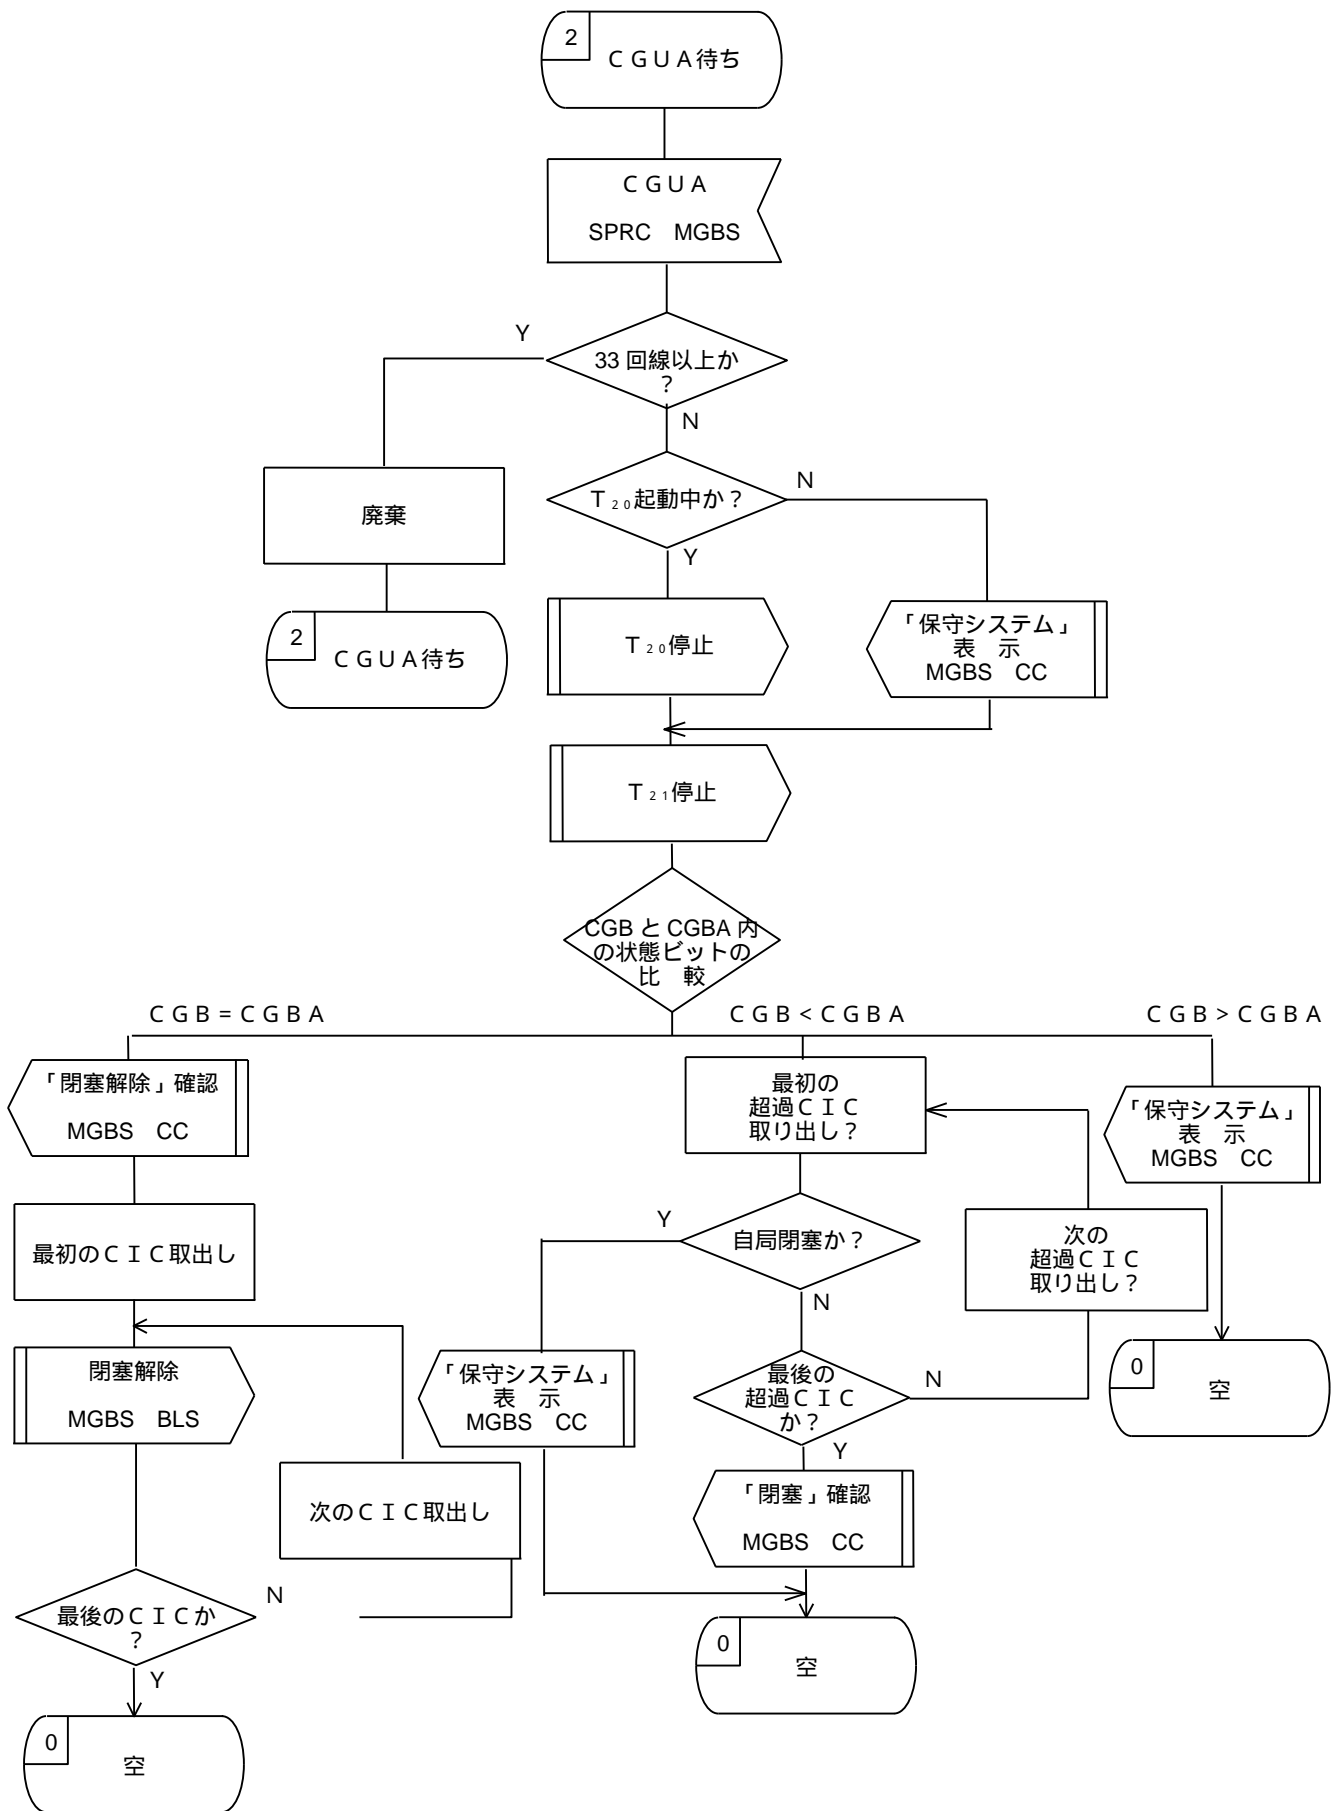 2
ＣＧＵＡ待ち
ＣＧＵＡ
SPRC　MGBS
Y
33 回線以上か
？
N
廃棄
T₂₀起動中か？
N
Y
2
ＣＧＵＡ待ち
T₂₀停止
「保守システム」
表　示
MGBS　CC
T₂₁停止
CGB と CGBA 内
の状態ビットの
比　較
ＣＧＢ＝ＣＧＢＡ
ＣＧＢ＜ＣＧＢＡ
ＣＧＢ＞ＣＧＢＡ
「閉塞解除」確認
MGBS　CC
最初の
超過ＣＩＣ
取り出し？
「保守システム」
表　示
MGBS　CC
最初のＣＩＣ取出し
Y
自局閉塞か？
N
次の
超過ＣＩＣ
取り出し？
閉塞解除
MGBS　BLS
「保守システム」
表　示
MGBS　CC
最後の
超過ＣＩＣ
か？
N
Y
0
空
次のＣＩＣ取出し
「閉塞」確認
MGBS　CC
最後のＣＩＣか
？
N
Y
0
空
0
空